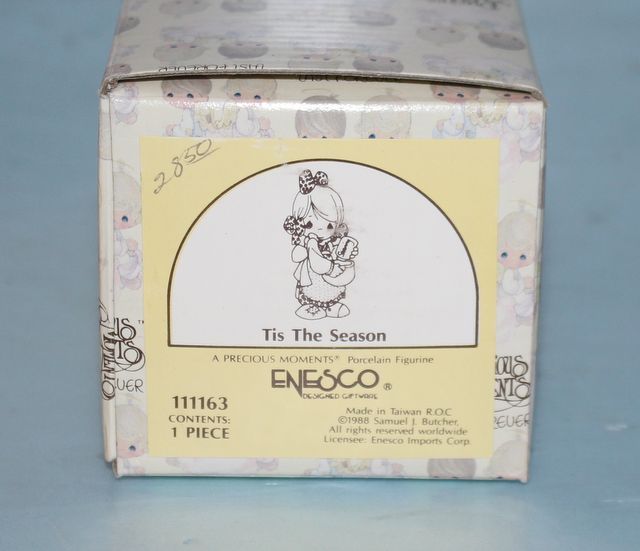 2850
Tis The Season
A PRECIOUS MOMENTS® Porcelain Figurine
ENESCO®
DESIGNED GIFTWARE
111163
CONTENTS:
1 PIECE
Made in Taiwan R.O.C
©1988 Samuel J. Butcher,
All rights reserved worldwide
Licensee: Enesco Imports Corp.